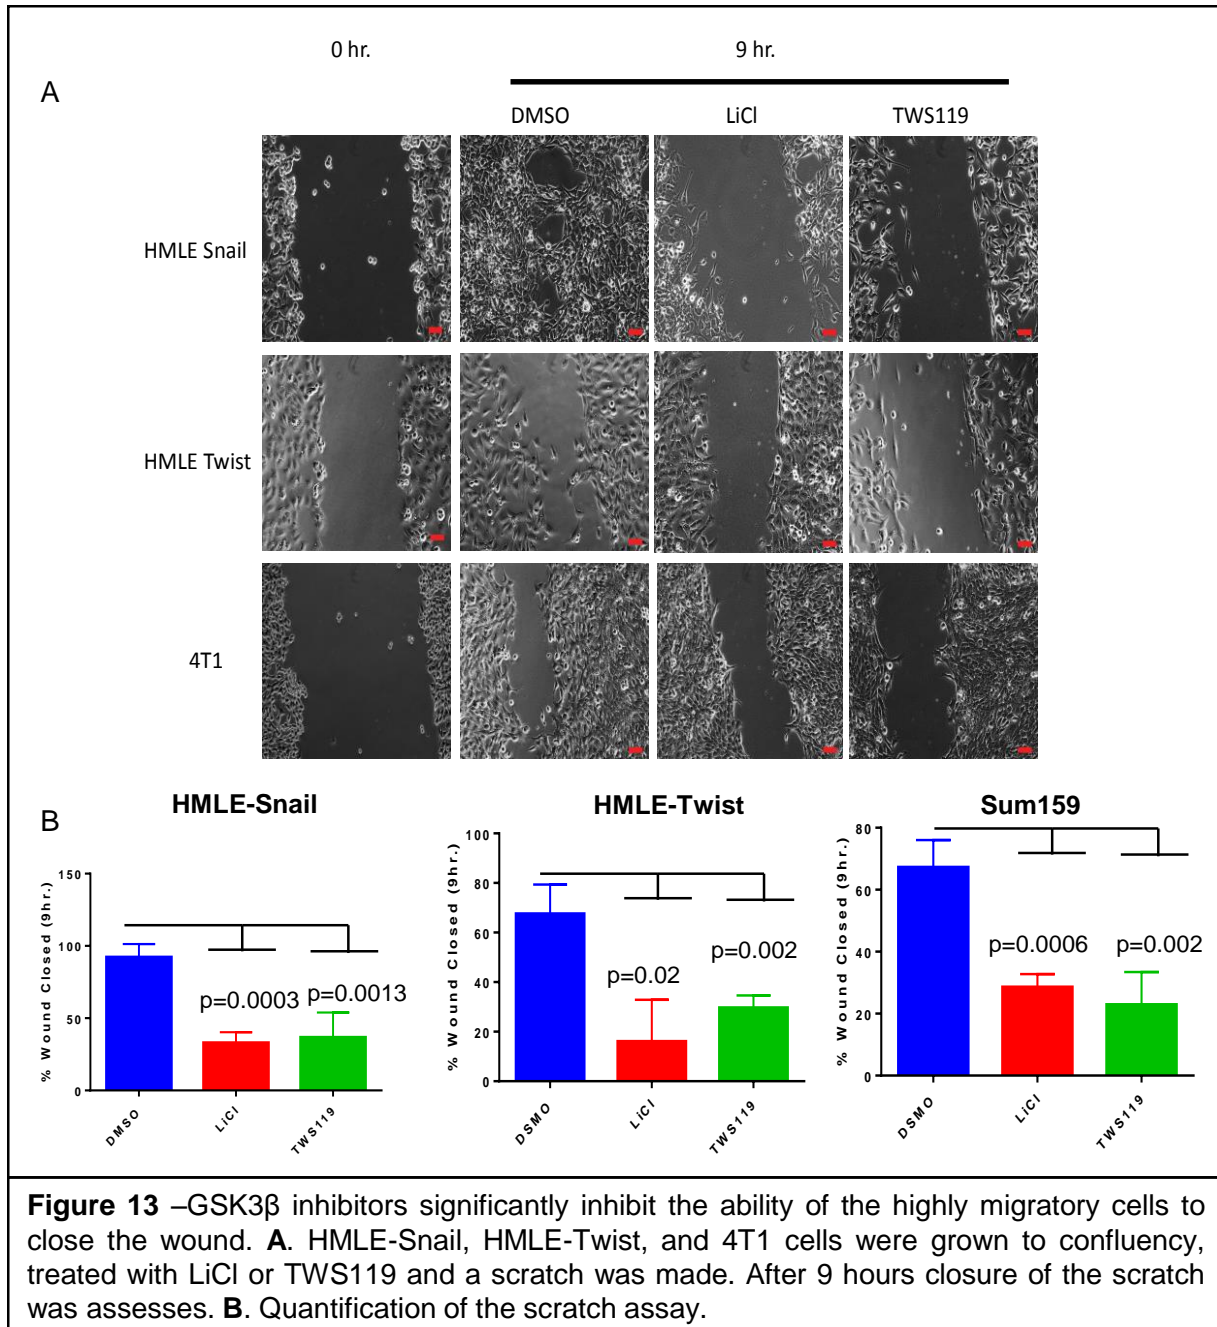 0 hr.
9 hr.
A
DMSO
LiCl
TWS119
HMLE Snail
HMLE Twist
4T1
B
HMLE-Snail
% Wound Closed (9hr.)
150
100
50
0
p=0.0003
p=0.0013
DMSO
LiCl
TWS119
HMLE-Twist
% Wound Closed (9hr.)
100
80
60
40
20
0
p=0.02
p=0.002
DSMO
LiCl
TWS119
Sum159
% Wound Closed (9hr.)
80
60
40
20
0
p=0.0006
p=0.002
DSMO
LiCl
TWS119
Figure 13 –GSK3β inhibitors significantly inhibit the ability of the highly migratory cells to
close the wound. A. HMLE-Snail, HMLE-Twist, and 4T1 cells were grown to confluency,
treated with LiCl or TWS119 and a scratch was made. After 9 hours closure of the scratch
was assesses. B. Quantification of the scratch assay.